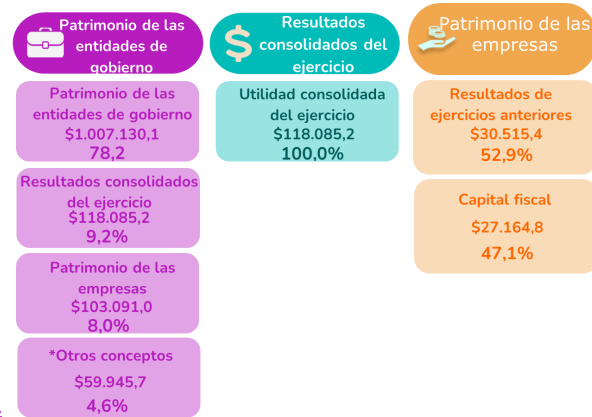 Patrimonio de las
entidades de
gobierno
Patrimonio de las
entidades de gobierno
$1.007.130,1
78,2
Resultados consolidados
del ejercicio
$118.085,2
9,2%
Patrimonio de las
empresas
$103.091,0
8,0%
*Otros conceptos
$59.945,7
4,6%
Resultados
consolidados del
ejercicio
Utilidad consolidada
del ejercicio
$118.085,2
100,0%
Patrimonio de las
empresas
Resultados de
ejercicios anteriores
$30.515,4
52,9%
Capital fiscal
$27.164,8
47,1%